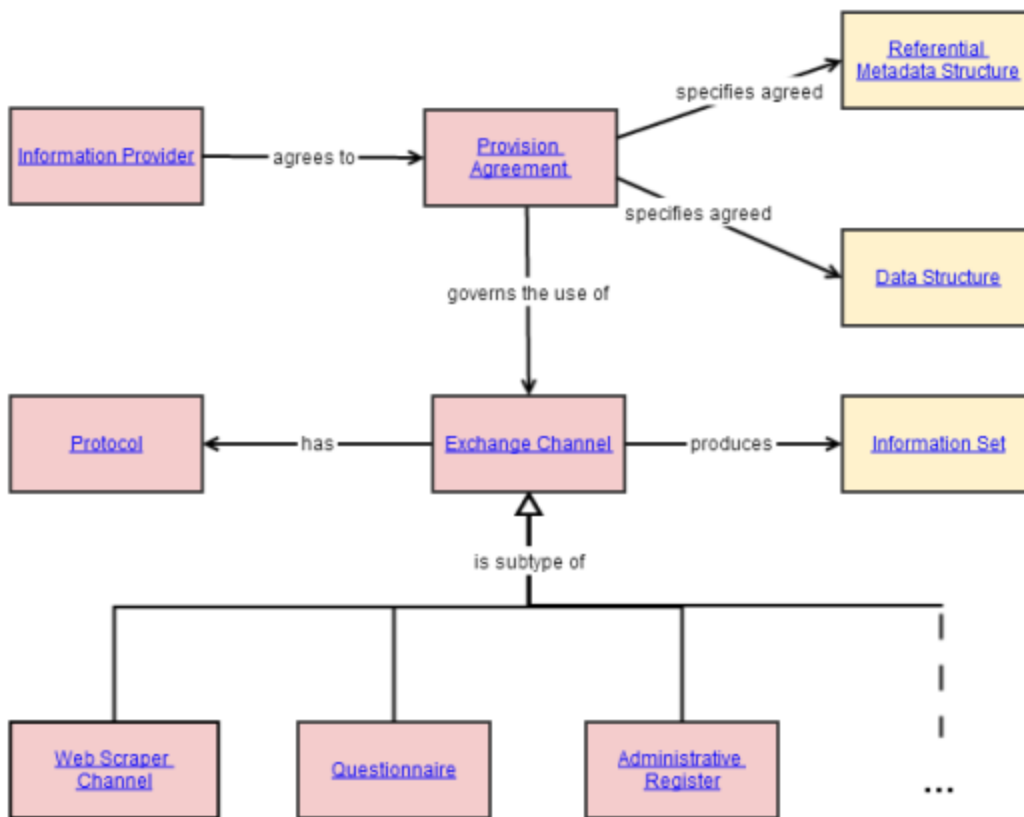 Referential
Metadata Structure
specifies agreed
Information Provider
agrees to
Provision
Agreement
specifies agreed
Data Structure
governs the use of
Protocol
has
Exchange Channel
produces
Information Set
is subtype of
Web Scraper
Channel
Questionnaire
Administrative
Register
...